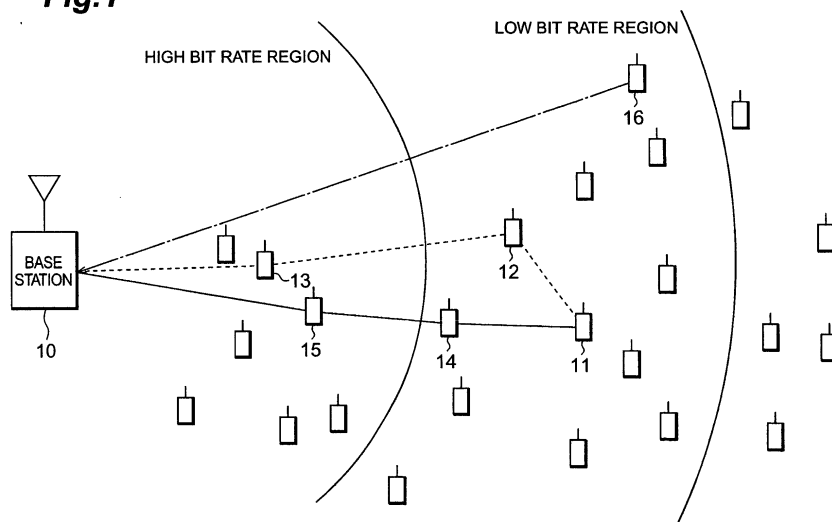 Fig.1
HIGH BIT RATE REGION
LOW BIT RATE REGION
16
12
13
BASE
STATION
15
14
11
10